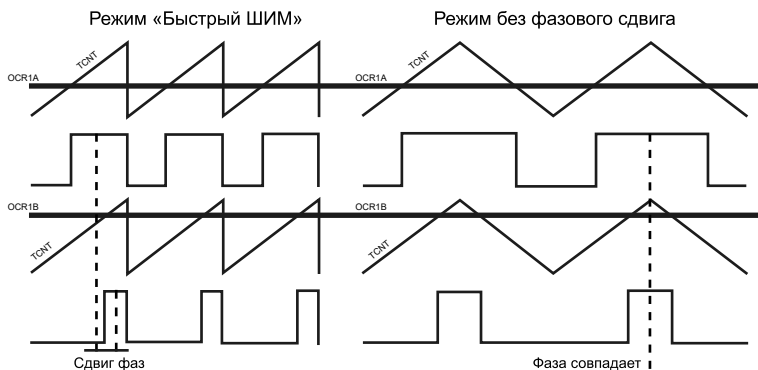 Режим «Быстрый ШИМ»
Режим без фазового сдвига
TCNT
OCR1A
TCNT
OCR1A
OCR1B
TCNT
OCR1B
TCNT
Сдвиг фаз
Фаза совпадает